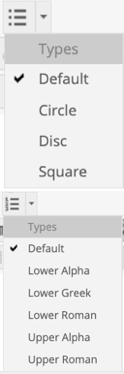 Types
Default
Circle
Disc
Square
Types
Default
Lower Alpha
Lower Greek
Lower Roman
Upper Alpha
Upper Roman